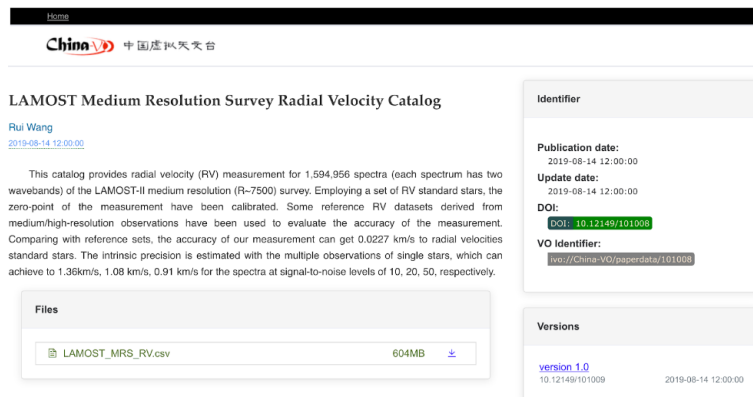 Home
China-VO 中国虚拟天文台
LAMOST Medium Resolution Survey Radial Velocity Catalog
Rui Wang
2019-08-14 12:00:00
This catalog provides radial velocity (RV) measurement for 1,594,956 spectra (each spectrum has two
wavebands) of the LAMOST-II medium resolution (R~7500) survey. Employing a set of RV standard stars, the
zero-point of the measurement have been calibrated. Some reference RV datasets derived from
medium/high-resolution observations have been used to evaluate the accuracy of the measurement.
Comparing with reference sets, the accuracy of our measurement can get 0.0227 km/s to radial velocities
standard stars. The intrinsic precision is estimated with the multiple observations of single stars, which can
achieve to 1.36km/s, 1.08 km/s, 0.91 km/s for the spectra at signal-to-noise levels of 10, 20, 50, respectively.
Files
LAMOST_MRS_RV.csv 604MB
Identifier
Publication date:
2019-08-14 12:00:00
Update date:
2019-08-14 12:00:00
DOI:
DOI: 10.12149/101008
VO Identifier:
ivo://China-VO/paperdata/101008
Versions
version 1.0
10.12149/101009 2019-08-14 12:00:00